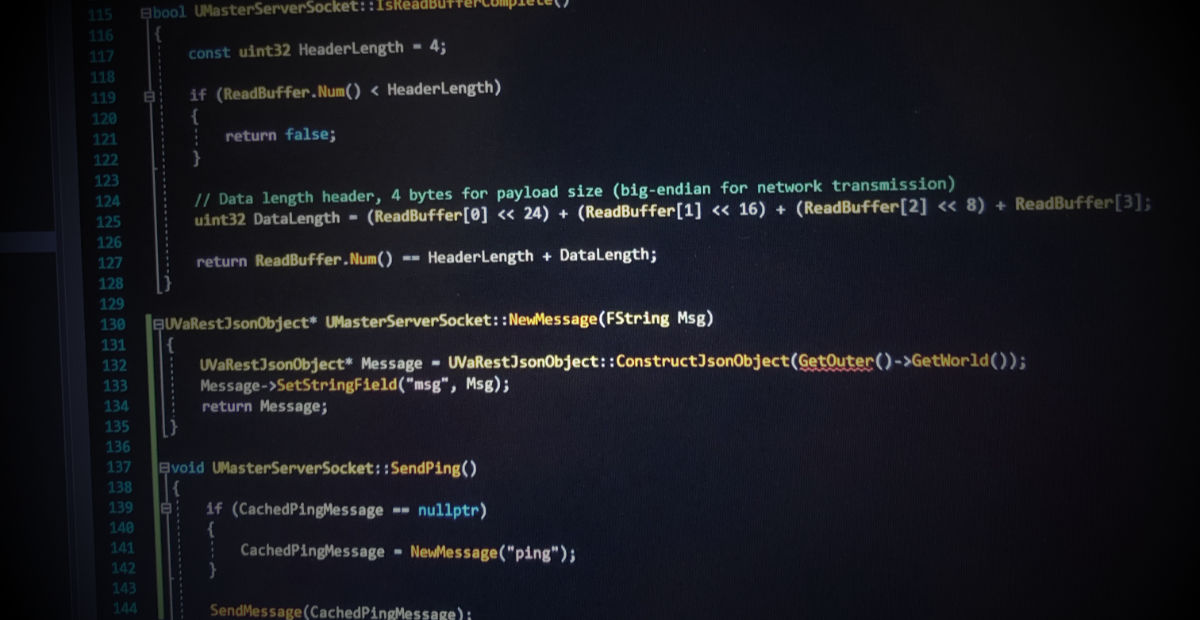 115 bool UMasterServerSocket::IsReadBufferComplete()
116 {
117 const uint32 HeaderLength = 4;
118
119 if (ReadBuffer.Num() < HeaderLength)
120 {
121 return false;
122 }
123
124 // Data length header, 4 bytes for payload size (big-endian for network transmission)
125 uint32 DataLength = (ReadBuffer[0] << 24) + (ReadBuffer[1] << 16) + (ReadBuffer[2] << 8) + ReadBuffer[3];
126
127 return ReadBuffer.Num() == HeaderLength + DataLength;
128 }
129
130 UVaRestJsonObject* UMasterServerSocket::NewMessage(FString Msg)
131 {
132 UVaRestJsonObject* Message = UVaRestJsonObject::ConstructJsonObject(GetOuter()->GetWorld());
133 Message->SetStringField("msg", Msg);
134 return Message;
135 }
136
137 void UMasterServerSocket::SendPing()
138 {
139 if (CachedPingMessage == nullptr)
140 {
141 CachedPingMessage = NewMessage("ping");
142 }
143
144 SendMessage(CachedPingMessage);